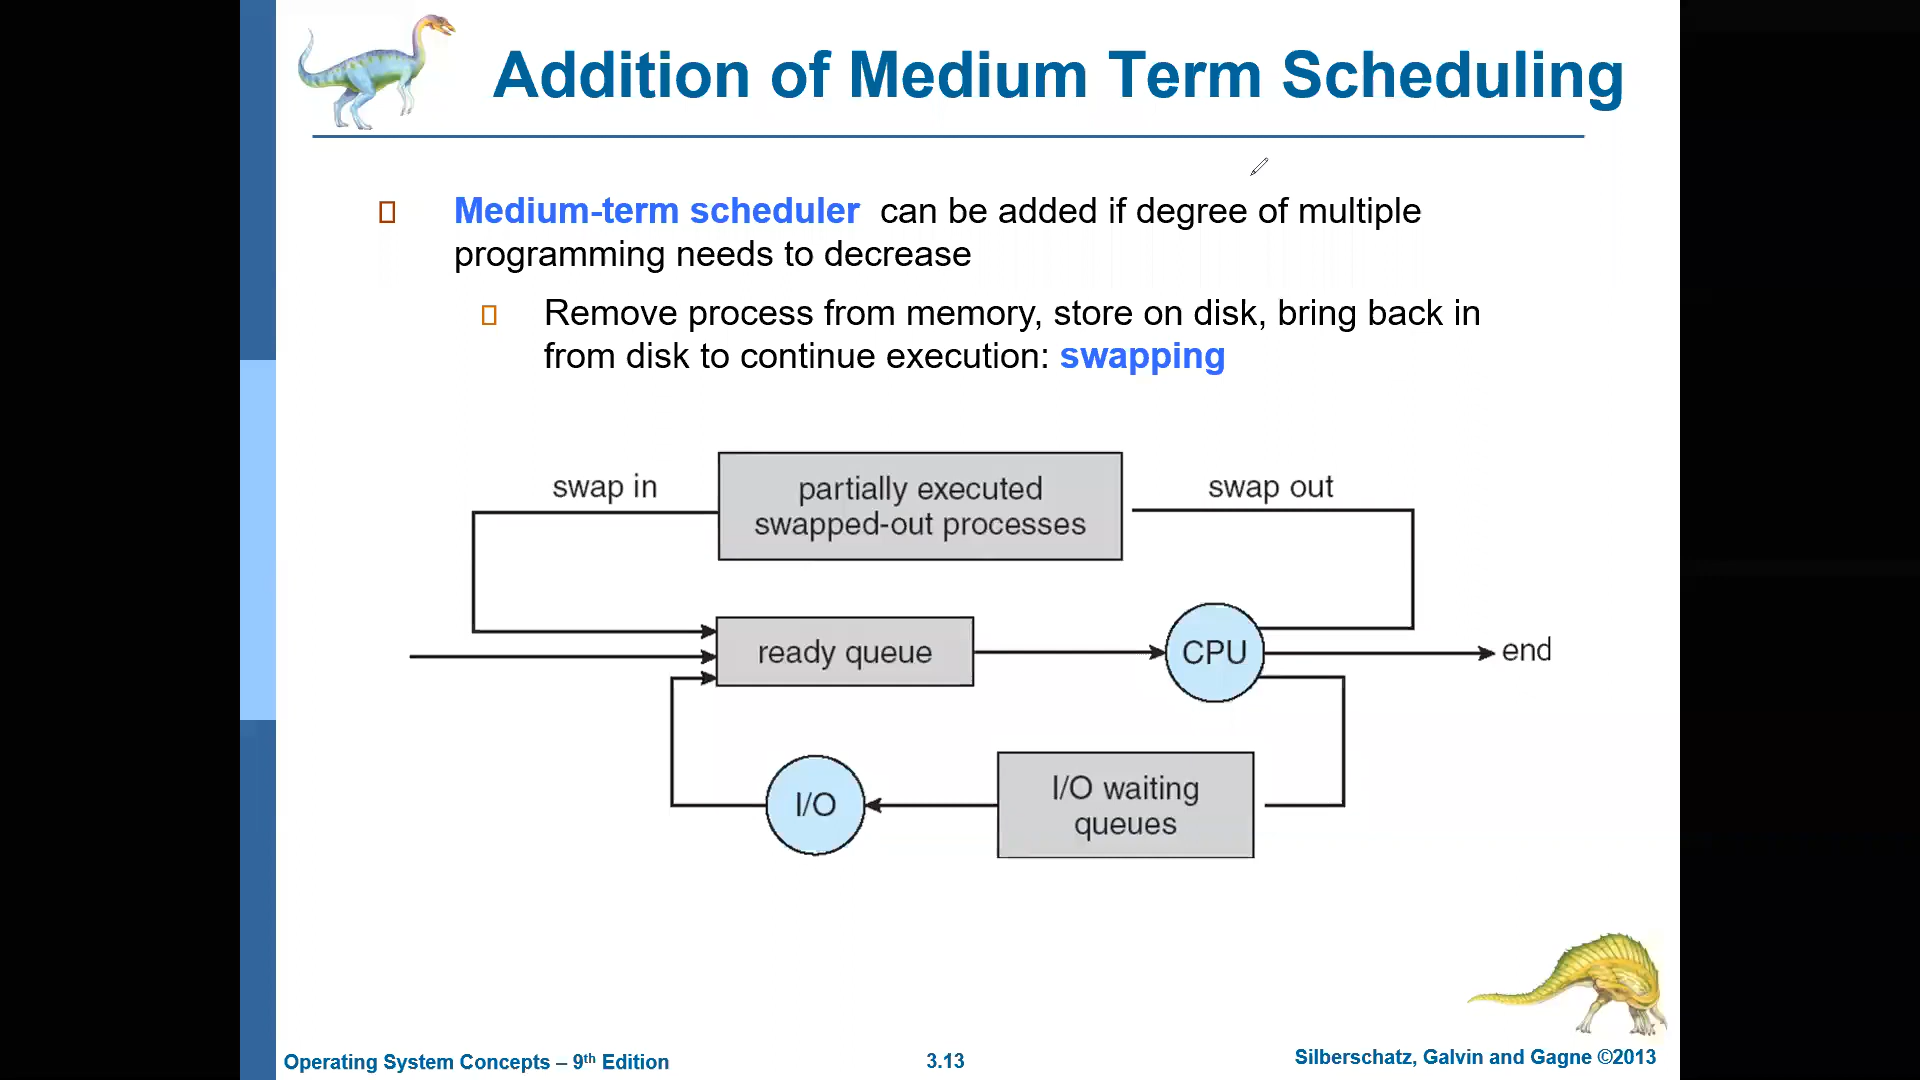 Addition of Medium Term Scheduling
Medium-term scheduler can be added if degree of multiple
programming needs to decrease
Remove process from memory, store on disk, bring back in
from disk to continue execution: swapping
swap in
partially executed
swapped-out processes
swap out
ready queue
CPU
end
I/O
I/O waiting
queues
Operating System Concepts – 9th Edition
3.13
Silberschatz, Galvin and Gagne ©2013